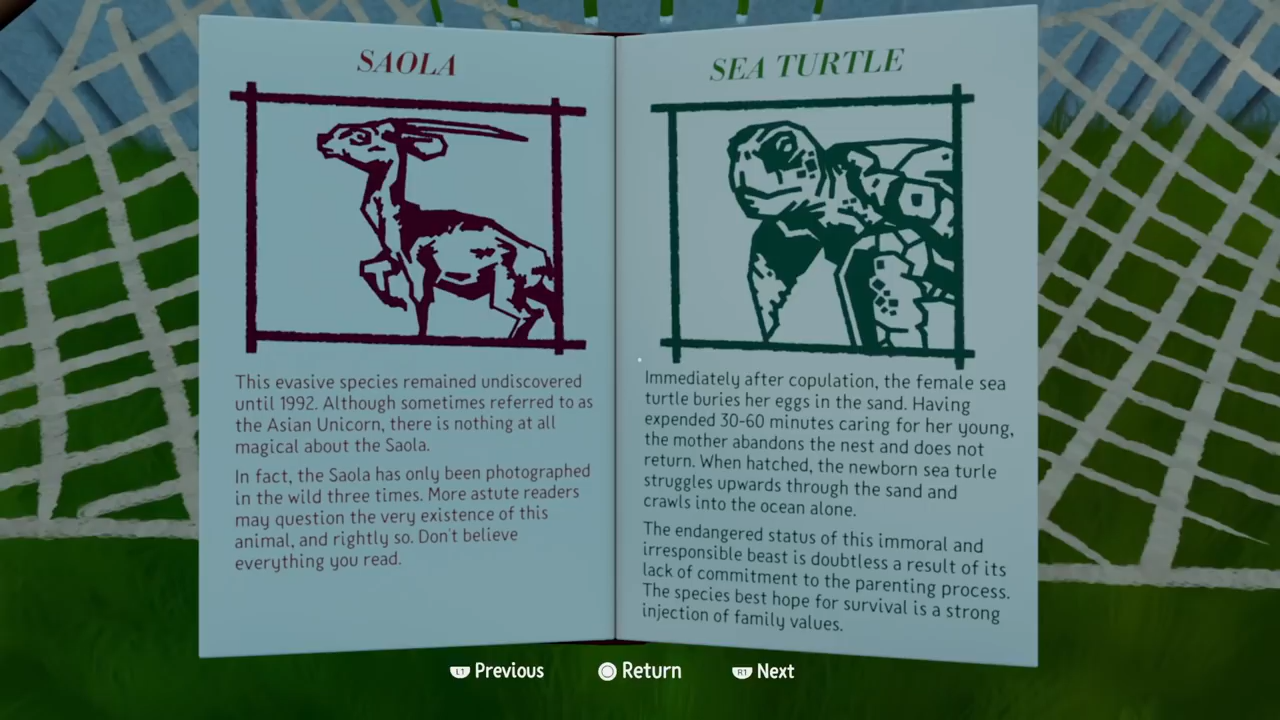 SAOLA
This evasive species remained undiscovered
until 1992. Although sometimes referred to as
the Asian Unicorn, there is nothing at all
magical about the Saola.
In fact, the Saola has only been photographed
in the wild three times. More astute readers
may question the very existence of this
animal, and rightly so. Don't believe
everything you read.
SEA TURTLE
Immediately after copulation, the female sea
turtle buries her eggs in the sand. Having
expended 30-60 minutes caring for her young,
the mother abandons the nest and does not
return. When hatched, the newborn sea turle
struggles upwards through the sand and
crawls into the ocean alone.
The endangered status of this immoral and
irresponsible beast is doubtless a result of its
lack of commitment to the parenting process.
The species best hope for survival is a strong
injection of family values.
L1 Previous
Return
R1 Next